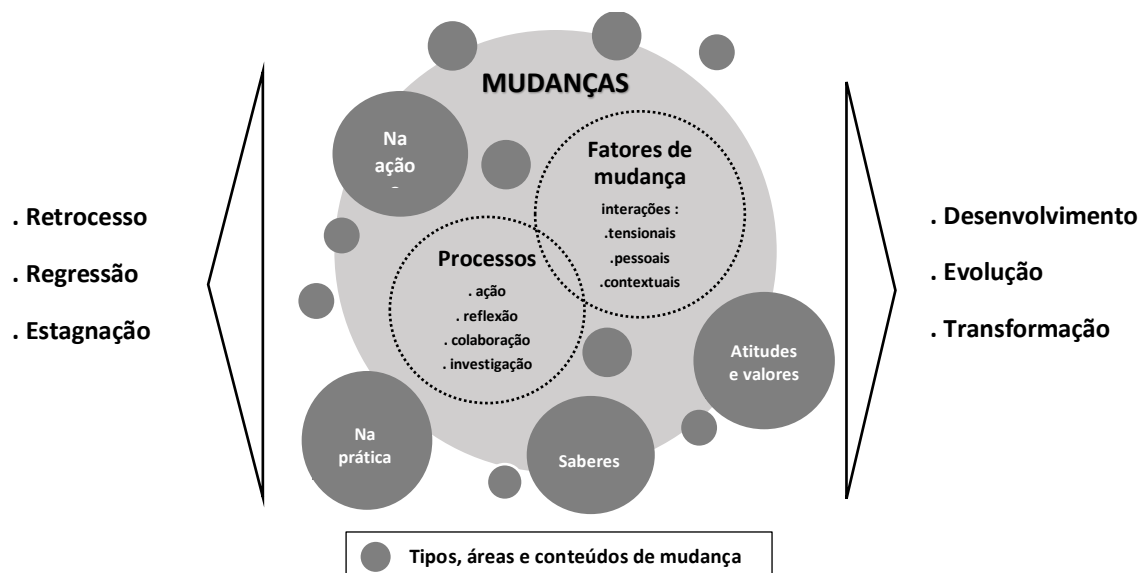 MUDANÇAS
Na
ação
Fatores de
mudança
interações :
.tensionais
.pessoais
.contextuais
Processos
. ação
. reflexão
. colaboração
. investigação
. Retrocesso
. Regressão
. Estagnação
. Desenvolvimento
. Evolução
. Transformação
Atitudes
e valores
Na
prática
Saberes
Tipos, áreas e conteúdos de mudança